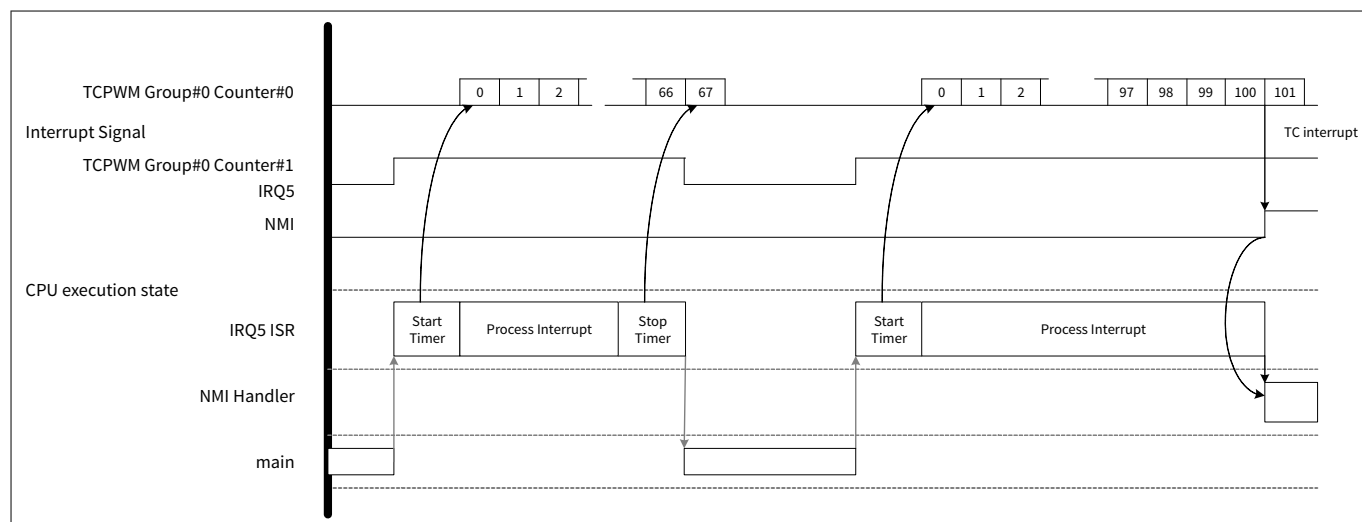 TCPWM Group#0 Counter#0
0 1 2 66 67 0 1 2 97 98 99 100 101
Interrupt Signal
TC interrupt
TCPWM Group#0 Counter#1
IRQ5
NMI
CPU execution state
IRQ5 ISR
Start
Timer
Process Interrupt
Stop
Timer
Start
Timer
Process Interrupt
NMI Handler
main